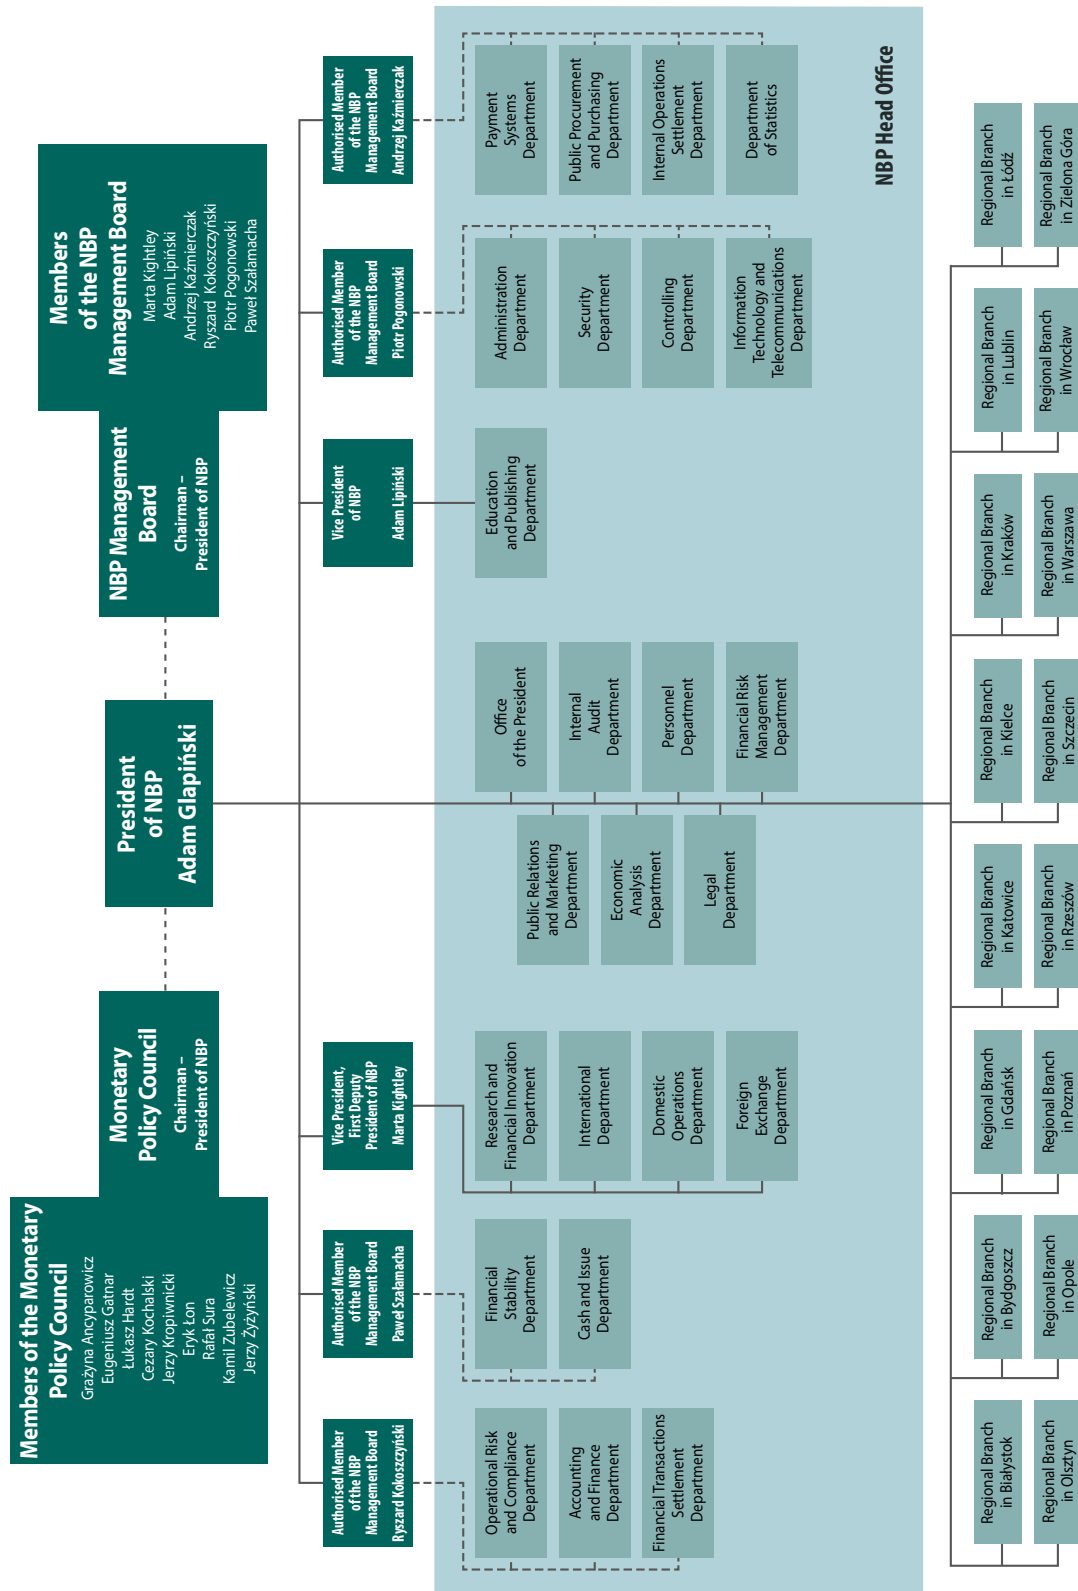 Members of the Monetary
Policy Council
Grażyna Ancyparowicz
Eugeniusz Gatnar
Łukasz Hardt
Cezary Kochalski
Jerzy Kropiwnicki
Eryk Łon
Rafał Sura
Kamil Zubelewicz
Jerzy Żyżyński
Monetary
Policy Council
Chairman –
President of NBP
President
of NBP
Adam Glapiński
NBP Management
Board
Chairman –
President of NBP
Members
of the NBP
Management Board
Marta Kightley
Adam Lipiński
Andrzej Kaźmierczak
Ryszard Kokoszczyński
Piotr Pogonowski
Paweł Szałamacha
Authorised Member
of the NBP
Management Board
Ryszard Kokoszczyński
Authorised Member
of the NBP
Management Board
Paweł Szałamacha
Vice President,
First Deputy
President of NBP
Marta Kightley
Vice President
of NBP
Adam Lipiński
Authorised Member
of the NBP
Management Board
Piotr Pogonowski
Authorised Member
of the NBP
Management Board
Andrzej Kaźmierczak
Operational Risk
and Compliance
Department
Accounting
and Finance
Department
Financial Transactions
Settlement
Department
Financial
Stability
Department
Cash and Issue
Department
Research and
Financial Innovation
Department
International
Department
Domestic
Operations
Department
Foreign
Exchange
Department
Public Relations
and Marketing
Department
Economic
Analysis
Department
Legal
Department
Office
of the President
Internal
Audit
Department
Personnel
Department
Financial Risk
Management
Department
Education
and Publishing
Department
Administration
Department
Security
Department
Controlling
Department
Information
Technology and
Telecommunications
Department
Payment
Systems
Department
Public Procurement
and Purchasing
Department
Internal Operations
Settlement
Department
Department
of Statistics
NBP Head Office
Regional Branch
in Białystok
Regional Branch
in Bydgoszcz
Regional Branch
in Gdańsk
Regional Branch
in Katowice
Regional Branch
in Kielce
Regional Branch
in Kraków
Regional Branch
in Lublin
Regional Branch
in Łódź
Regional Branch
in Olsztyn
Regional Branch
in Opole
Regional Branch
in Poznań
Regional Branch
in Rzeszów
Regional Branch
in Szczecin
Regional Branch
in Warszawa
Regional Branch
in Wrocław
Regional Branch
in Zielona Góra